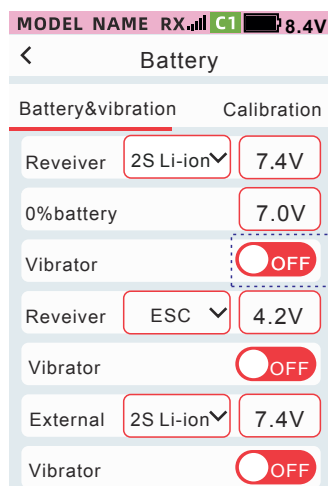 MODEL NAME RX C1 8.4V
Battery
Battery&vibration Calibration
Reveiver 2S Li-ion 7.4V
0%battery 7.0V
Vibrator OFF
Reveiver ESC 4.2V
Vibrator OFF
External 2S Li-ion 7.4V
Vibrator OFF